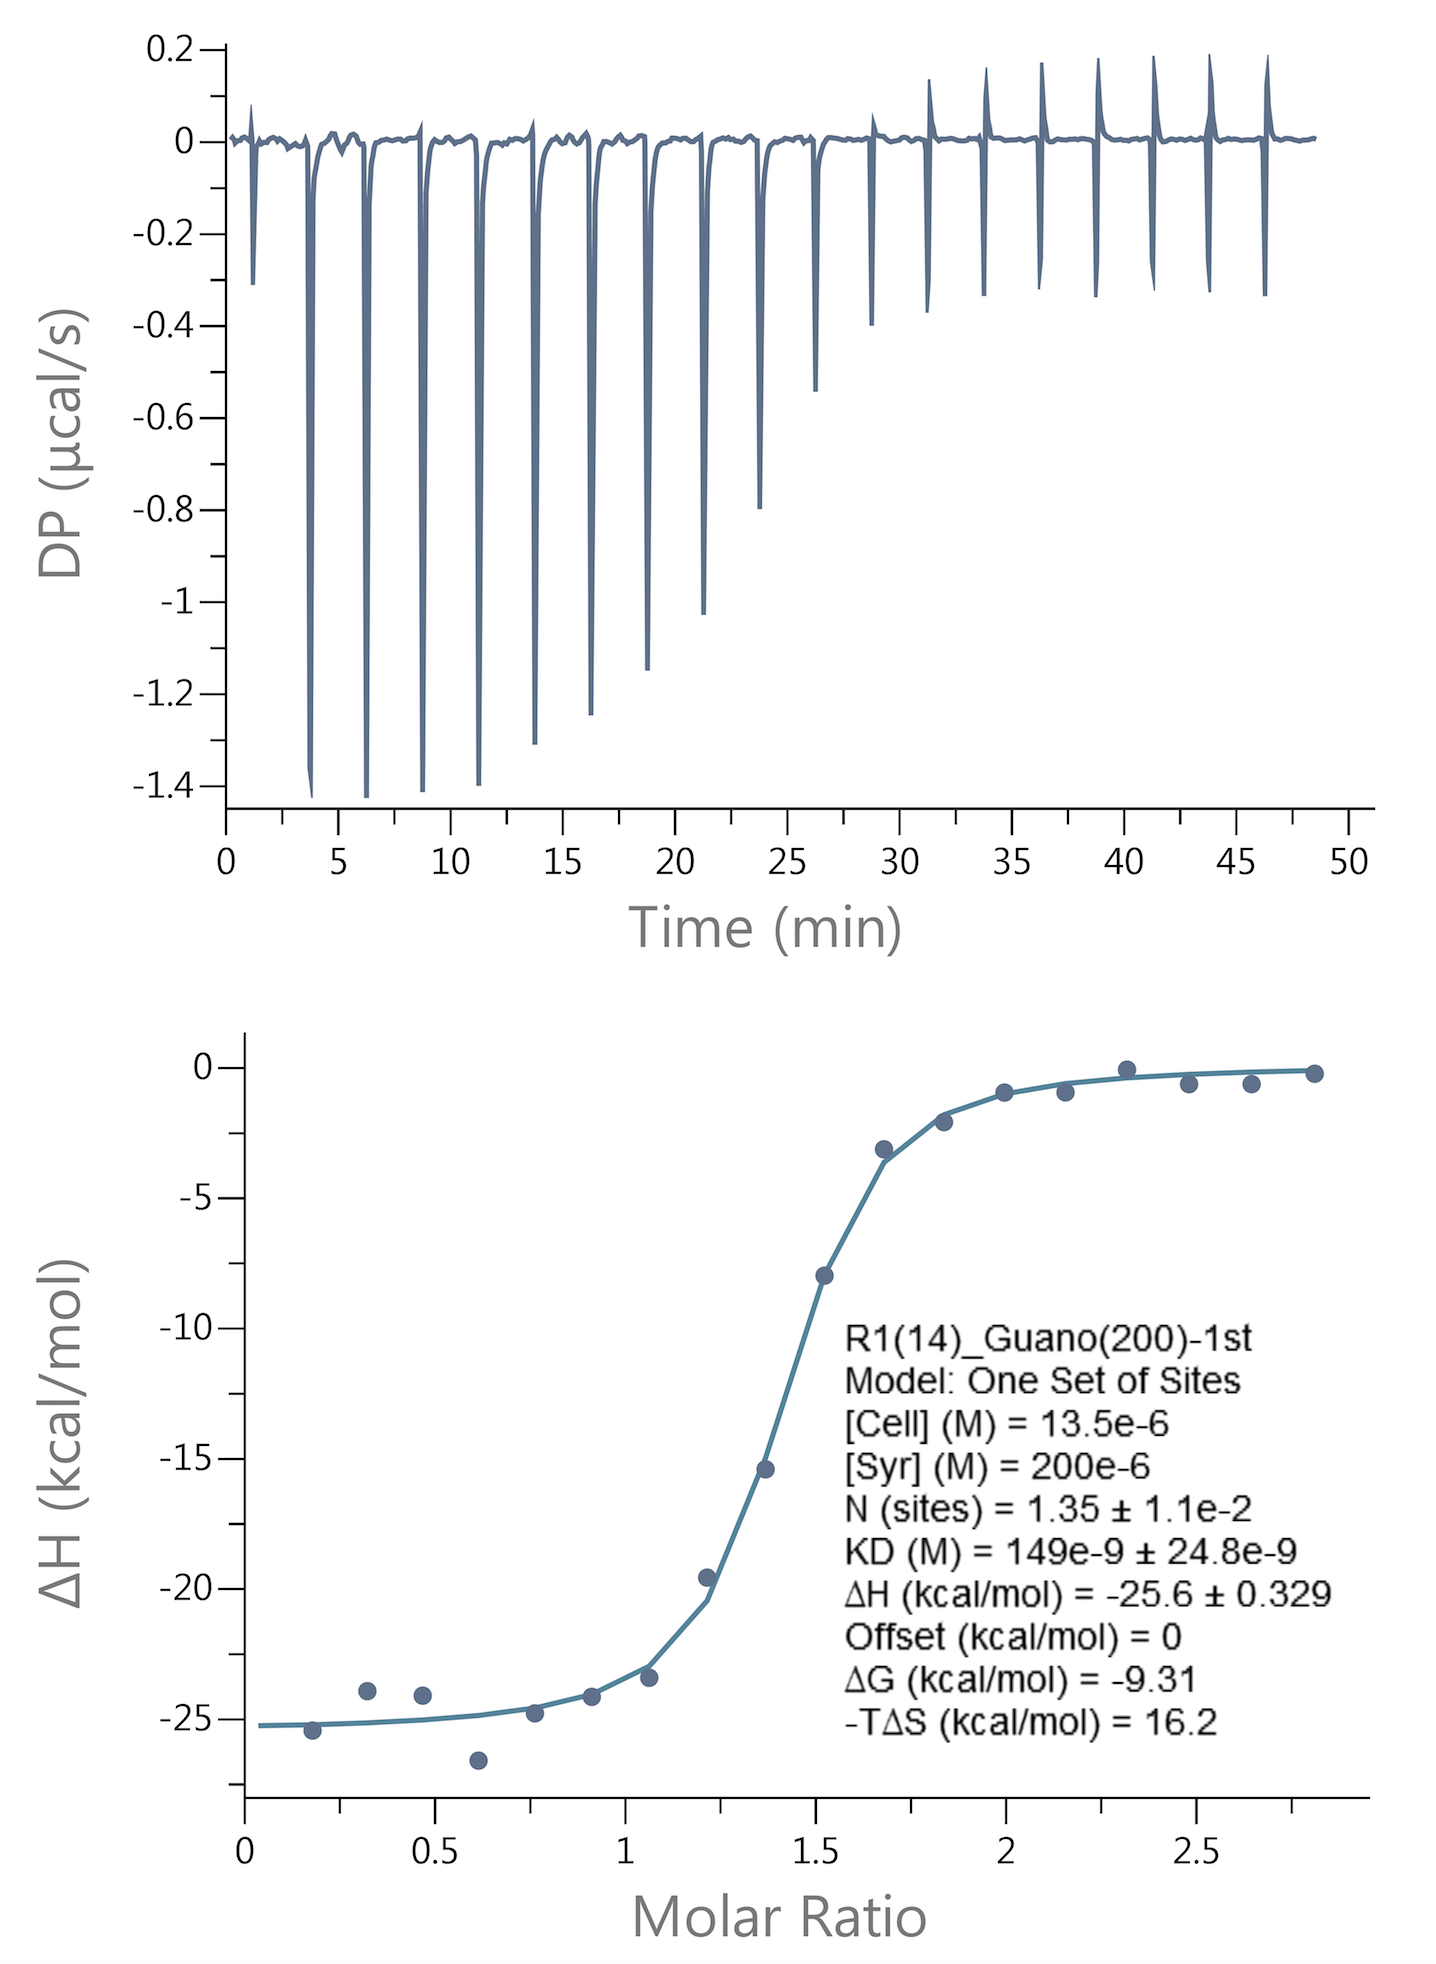 0.2
0
-0.2
-0.4
-0.6
-0.8
-1
-1.2
-1.4
DP (µcal/s)
0 5 10 15 20 25 30 35 40 45 50
Time (min)
0
-5
-10
-15
-20
-25
ΔH (kcal/mol)
R1(14)_Guano(200)-1st
Model: One Set of Sites
[Cell] (M) = 13.5e-6
[Syr] (M) = 200e-6
N (sites) = 1.35 ± 1.1e-2
KD (M) = 149e-9 ± 24.8e-9
ΔH (kcal/mol) = -25.6 ± 0.329
Offset (kcal/mol) = 0
ΔG (kcal/mol) = -9.31
-TΔS (kcal/mol) = 16.2
0 0.5 1 1.5 2 2.5
Molar Ratio